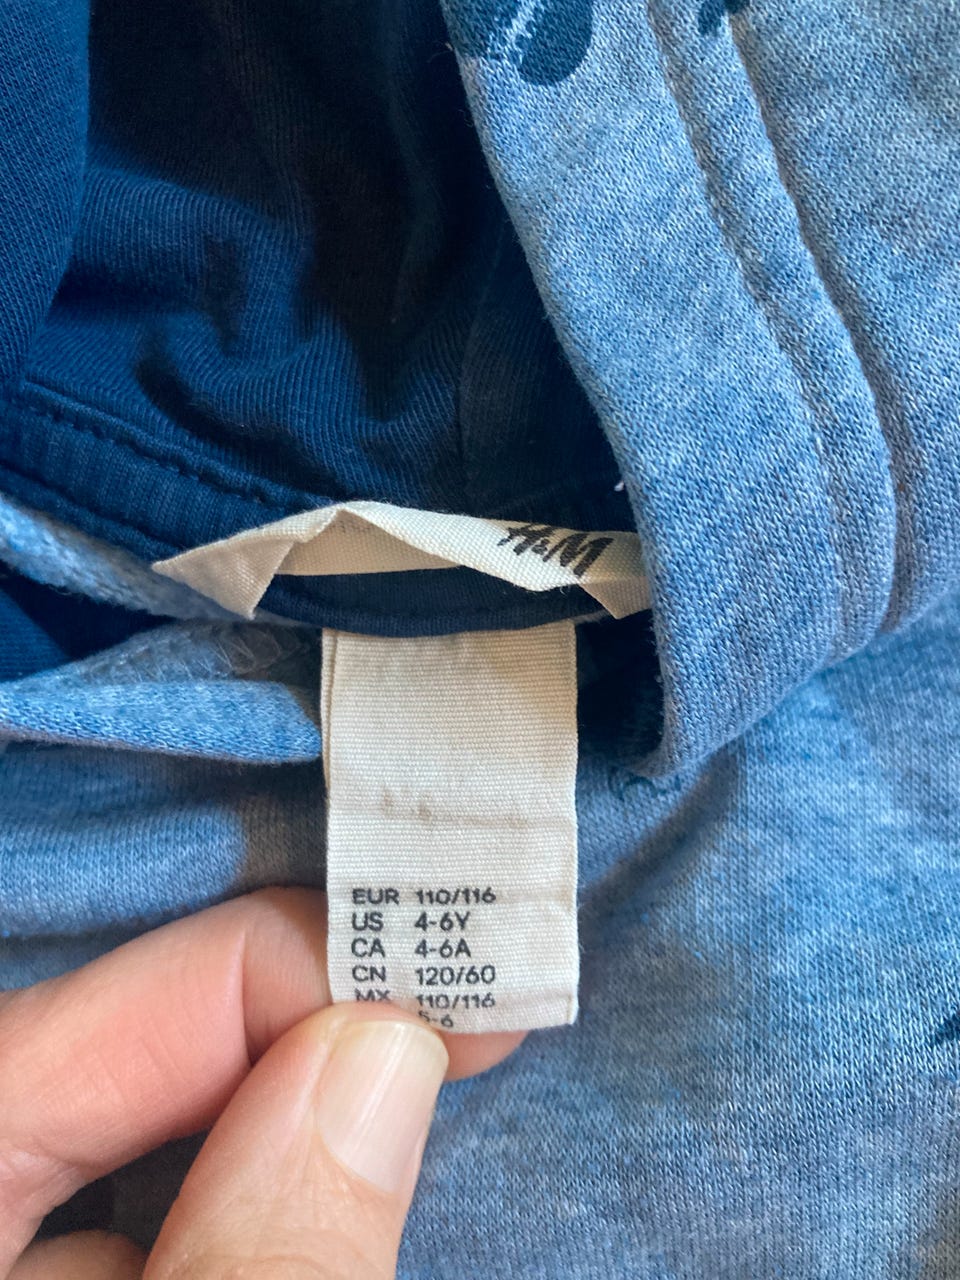 H&M
EUR 110/116
US 4-6Y
CA 4-6A
CN 120/60
MX 110/116
5-6